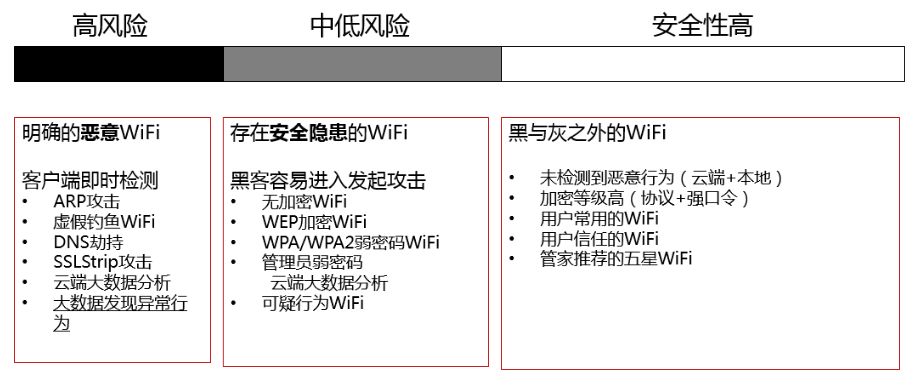 高风险
中低风险
安全性高
明确的恶意WiFi
客户端即时检测
• ARP攻击
• 虚假钓鱼WiFi
• DNS劫持
• SSLStrip攻击
• 云端大数据分析
• 大数据发现异常行
为
存在安全隐患的WiFi
黑客容易进入发起攻击
• 无加密WiFi
• WEP加密WiFi
• WPA/WPA2弱密码WiFi
• 管理员弱密码
云端大数据分析
• 可疑行为WiFi
黑与灰之外的WiFi
• 未检测到恶意行为（云端+本地）
• 加密等级高（协议+强口令）
• 用户常用的WiFi
• 用户信任的WiFi
• 管家推荐的五星WiFi